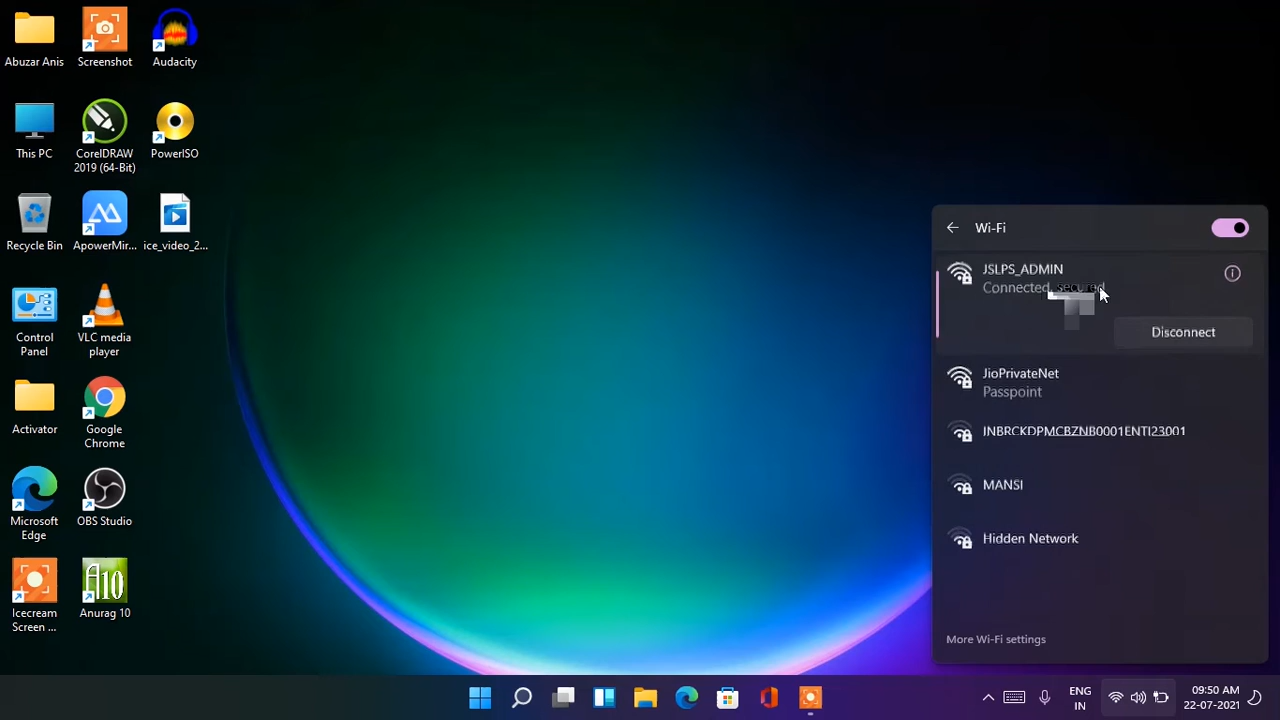 Abuzar Anis
Screenshot
Audacity
This PC
CorelDRAW
2019 (64-Bit)
PowerISO
Recycle Bin
ApowerMir...
ice_video_2...
Control
Panel
VLC media
player
Activator
Google
Chrome
Microsoft
Edge
OBS Studio
Icecream
Screen ...
A10
Anurag 10
Wi-Fi
JSLPS_ADMIN
Connected, secured
Disconnect
JioPrivateNet
Passpoint
INBRCKDPMCBZNB0001ENTI23001
MANSI
Hidden Network
More Wi-Fi settings
ENG
IN
09:50 AM
22-07-2021